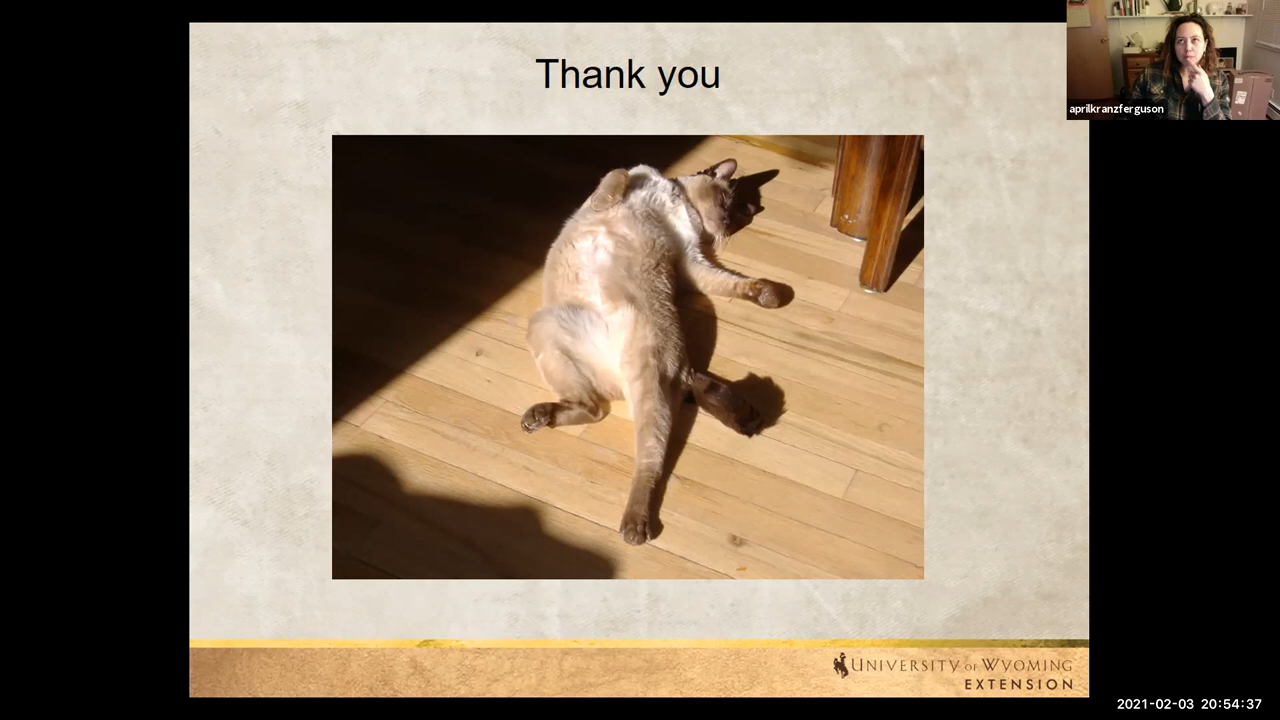 Thank you
aprilkranzferguson
UNIVERSITY OF WYOMING
EXTENSION
2021-02-03 20:54:37